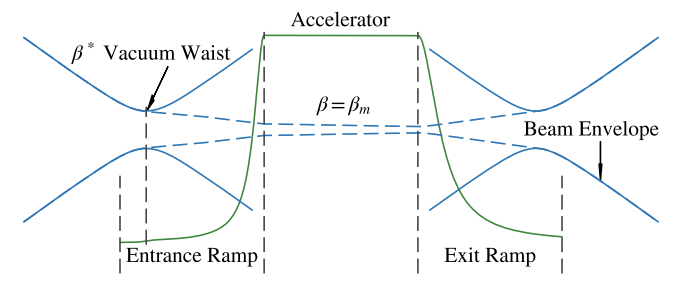 Accelerator
β* Vacuum Waist
β=βₘ
Beam Envelope
Entrance Ramp
Exit Ramp